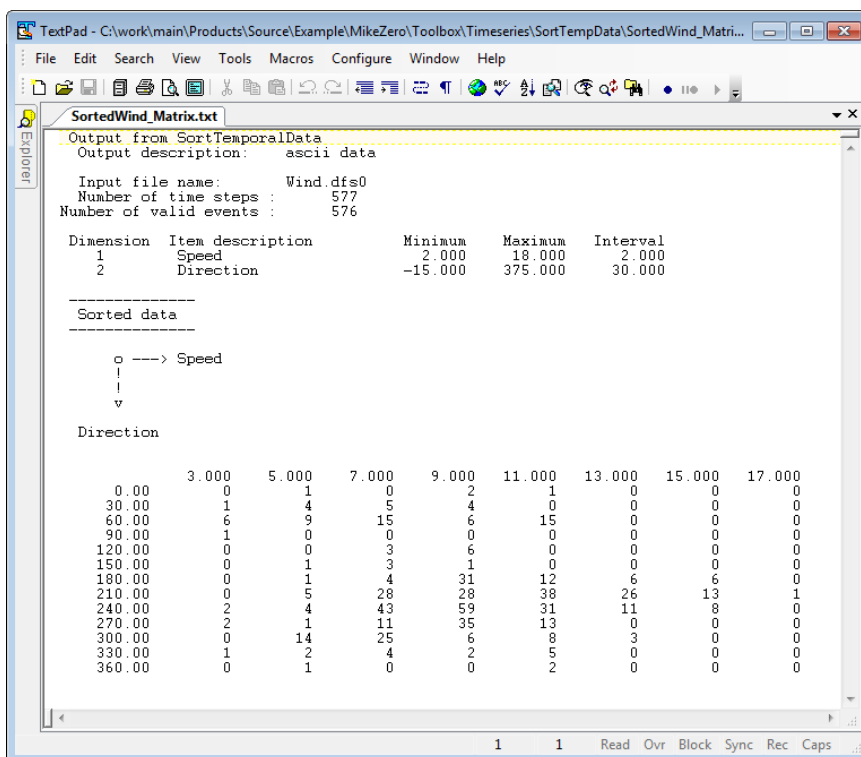 TextPad - C:\work\main\Products\Source\Example\MikeZero\Toolbox\Timeseries\SortTempData\SortedWind_Matri...
File Edit Search View Tools Macros Configure Window Help
SortedWind_Matrix.txt
Explorer
Output from SortTemporalData
Output description: ascii data
Input file name: Wind.dfs0
Number of time steps : 577
Number of valid events : 576
Dimension Item description Minimum Maximum Interval
1 Speed 2.000 18.000 2.000
2 Direction -15.000 375.000 30.000
--------------
Sorted data
--------------
o ---> Speed
!
!
v
Direction
3.000 5.000 7.000 9.000 11.000 13.000 15.000 17.000
0.00 0 1 0 2 1 0 0 0
30.00 1 4 5 4 0 0 0 0
60.00 6 9 15 6 15 0 0 0
90.00 1 0 0 0 0 0 0 0
120.00 0 0 3 6 0 0 0 0
150.00 0 1 3 1 0 0 0 0
180.00 0 1 4 31 12 6 6 0
210.00 0 5 28 28 38 26 13 1
240.00 2 4 43 59 31 11 8 0
270.00 2 1 11 35 13 0 0 0
300.00 0 14 25 6 8 3 0 0
330.00 1 2 4 2 5 0 0 0
360.00 0 1 0 0 2 0 0 0
1 1 Read Ovr Block Sync Rec Caps